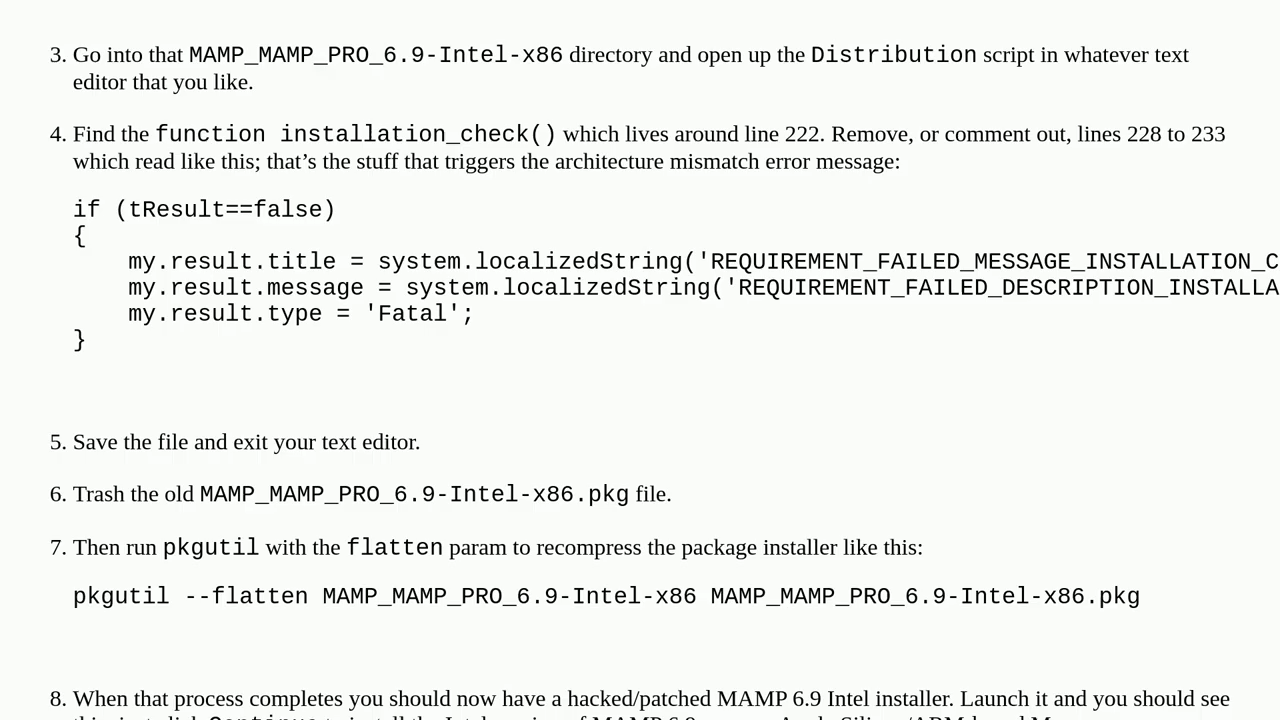 3. Go into that MAMP_MAMP_PRO_6.9-Intel-x86 directory and open up the Distribution script in whatever text
editor that you like.
4. Find the function installation_check() which lives around line 222. Remove, or comment out, lines 228 to 233
which read like this; that’s the stuff that triggers the architecture mismatch error message:
if (tResult==false)
{
    my.result.title = system.localizedString('REQUIREMENT_FAILED_MESSAGE_INSTALLATION_C
    my.result.message = system.localizedString('REQUIREMENT_FAILED_DESCRIPTION_INSTALLA
    my.result.type = 'Fatal';
}
5. Save the file and exit your text editor.
6. Trash the old MAMP_MAMP_PRO_6.9-Intel-x86.pkg file.
7. Then run pkgutil with the flatten param to recompress the package installer like this:
pkgutil --flatten MAMP_MAMP_PRO_6.9-Intel-x86 MAMP_MAMP_PRO_6.9-Intel-x86.pkg
8. When that process completes you should now have a hacked/patched MAMP 6.9 Intel installer. Launch it and you should see